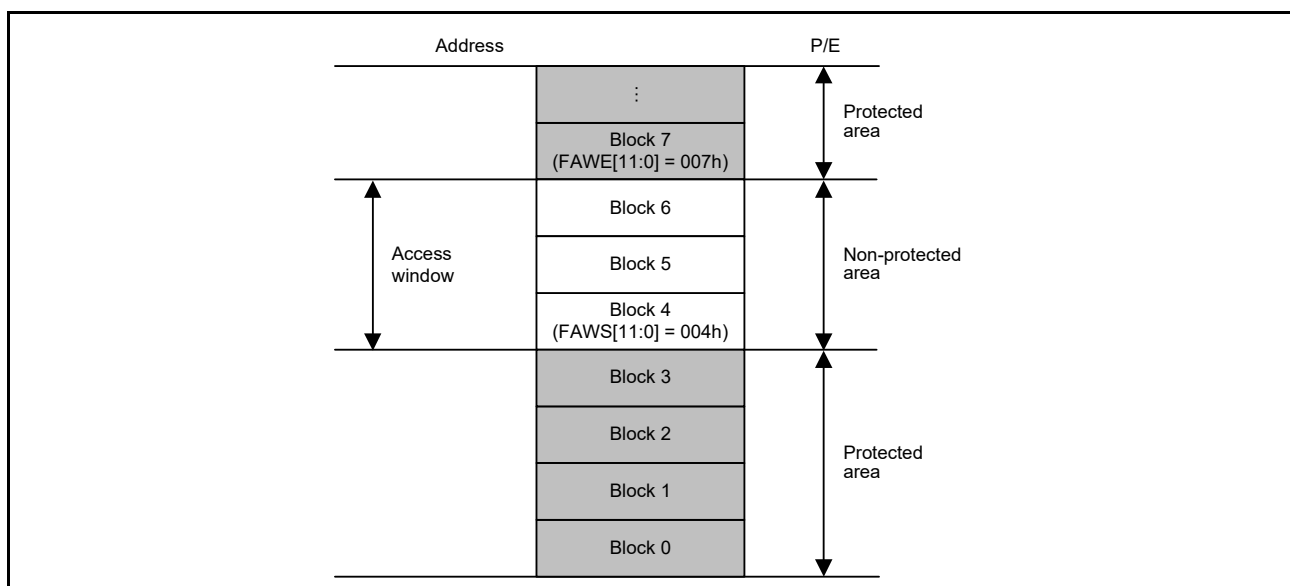 Address P/E
⋮
Protected
area
Block 7
(FAWE[11:0] = 007h)
Block 6
Access
window
Block 5
Non-protected
area
Block 4
(FAWS[11:0] = 004h)
Block 3
Block 2
Protected
area
Block 1
Block 0